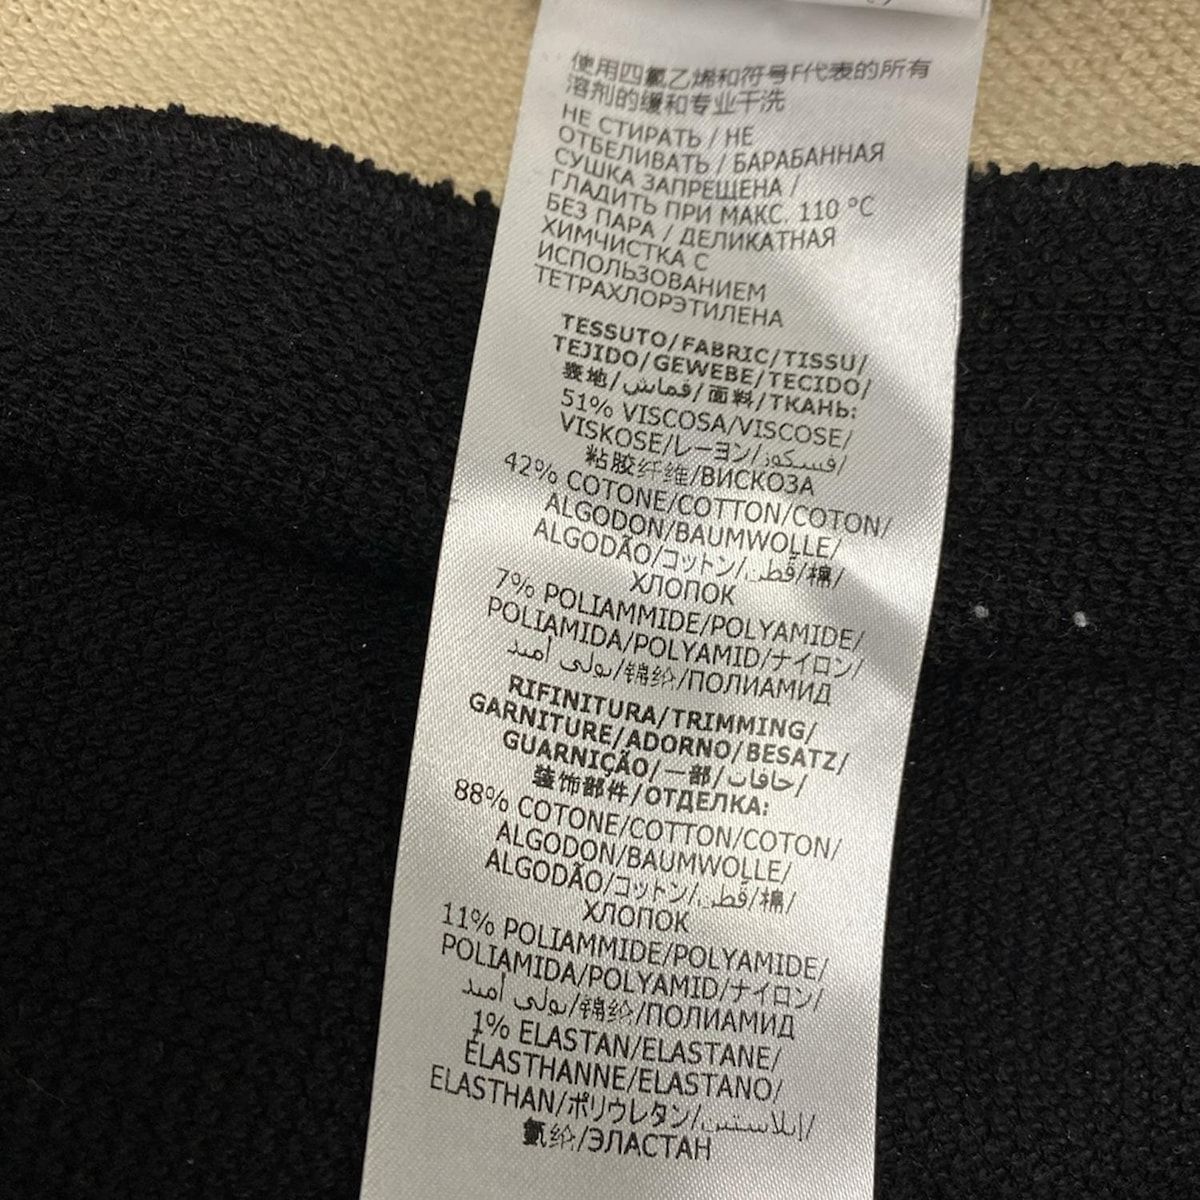 使用四氯乙烯和符号F代表的所有
溶剂的缓和专业干洗
НЕ СТИРАТЬ / НЕ
ОТБЕЛИВАТЬ / БАРАБАННАЯ
СУШКА ЗАПРЕЩЕНА /
ГЛАДИТЬ ПРИ МАКС. 110 °C
БЕЗ ПАРА / ДЕЛИКАТНАЯ
ХИМЧИСТКА С
ИСПОЛЬЗОВАНИЕМ
ТЕТРАХЛОРЭТИЛЕНА
TESSUTO/FABRIC/TISSU/
TEJIDO/GEWEBE/TECIDO/
表地/قماش/面料/ТКАНЬ:
51% VISCOSA/VISCOSE/
VISKOSE/レーヨン/فسكوز/
粘胶纤维/ВИСКОЗА
42% COTONE/COTTON/COTON/
ALGODON/BAUMWOLLE/
ALGODÃO/コットン/قطن/棉/
ХЛОПОК
7% POLIAMMIDE/POLYAMIDE/
POLIAMIDA/POLYAMID/ナイロン/
بولي أميد/锦纶/ПОЛИАМИД
RIFINITURA/TRIMMING/
GARNITURE/ADORNO/BESATZ/
GUARNIÇÃO/一部/حافات/
装饰部件/ОТДЕЛКА:
88% COTONE/COTTON/COTON/
ALGODON/BAUMWOLLE/
ALGODÃO/コットン/قطن/棉/
ХЛОПОК
11% POLIAMMIDE/POLYAMIDE/
POLIAMIDA/POLYAMID/ナイロン/
بولي أميد/锦纶/ПОЛИАМИД
1% ELASTAN/ELASTANE/
ÉLASTHANNE/ELASTANO/
ELASTHAN/ポリウレタン/إيلاستين/
氨纶/ЭЛАСТАН